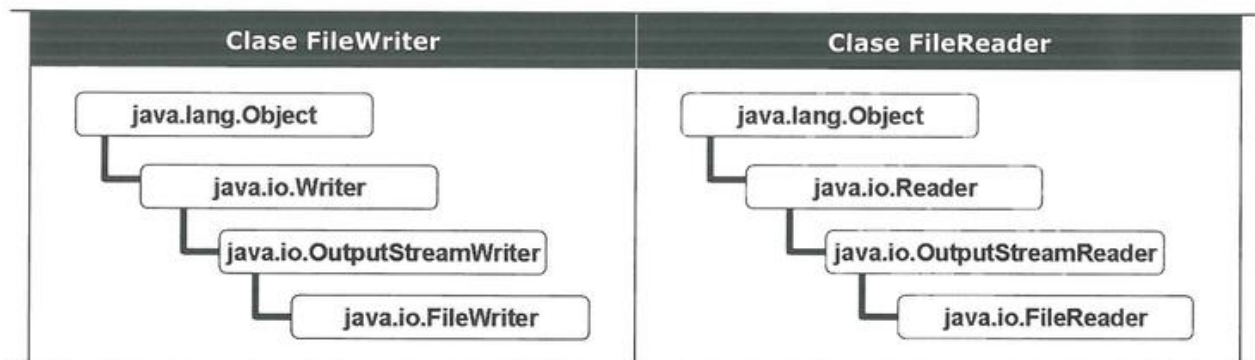 Clase FileWriter
java.lang.Object
java.io.Writer
java.io.OutputStreamWriter
java.io.FileWriter
Clase FileReader
java.lang.Object
java.io.Reader
java.io.OutputStreamReader
java.io.FileReader